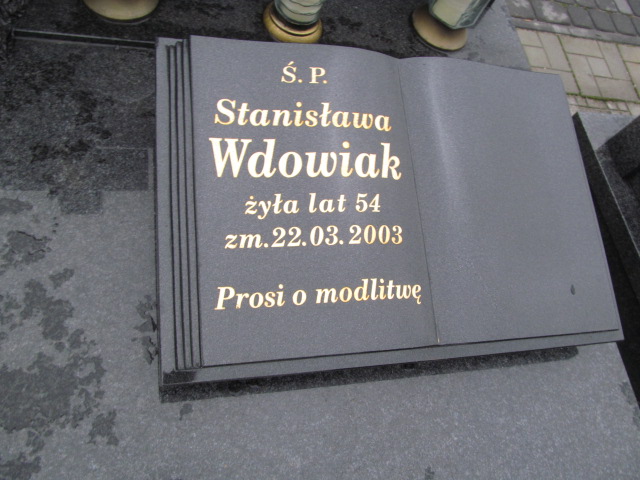 Ś. P.
Stanisława
Wdowiak
żyła lat 54
zm. 22.03.2003
Prosi o modlitwę